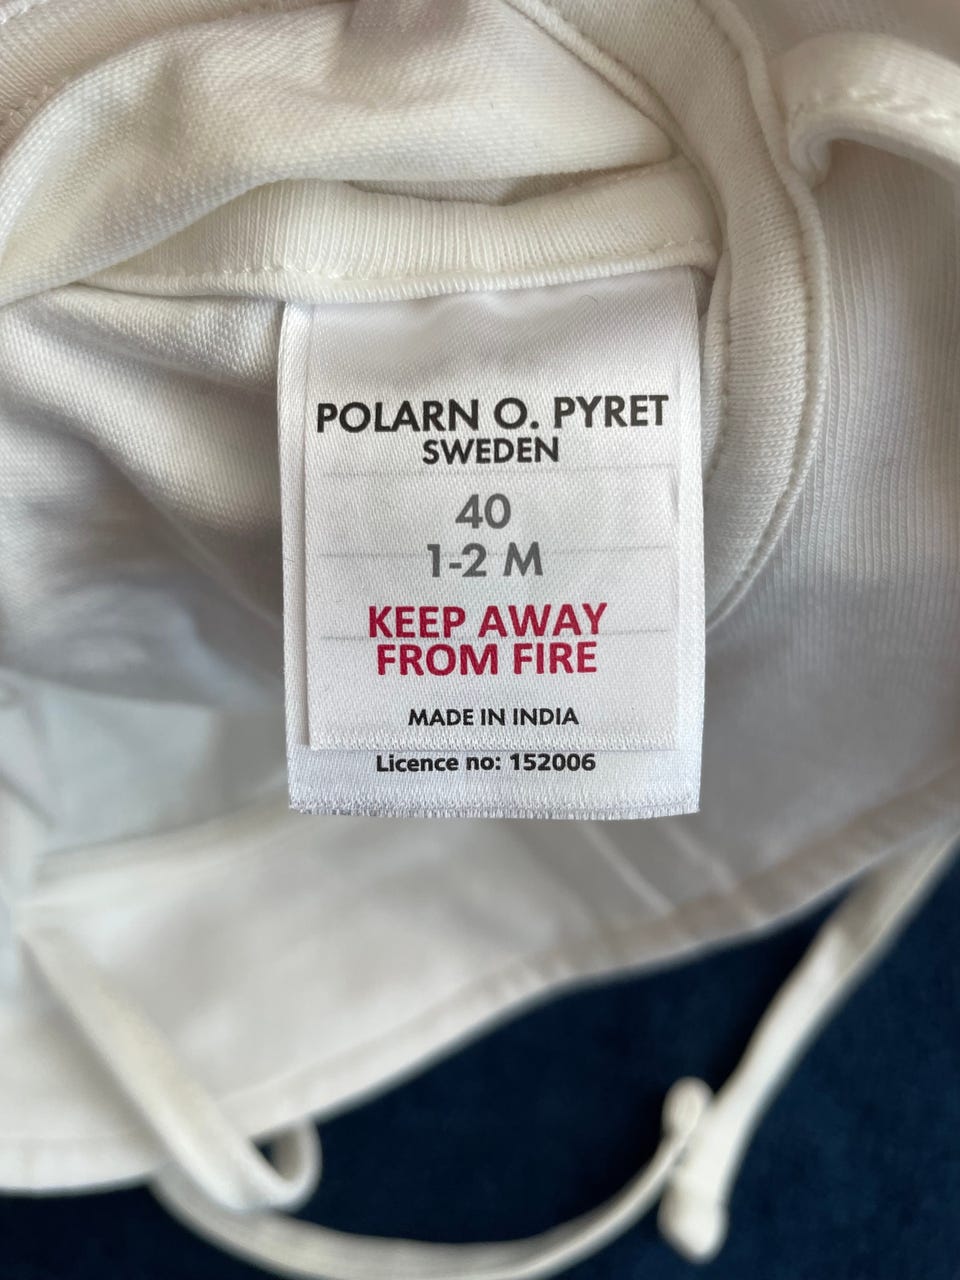 POLARN O. PYRET
SWEDEN
40
1-2 M
KEEP AWAY
FROM FIRE
MADE IN INDIA
Licence no: 152006